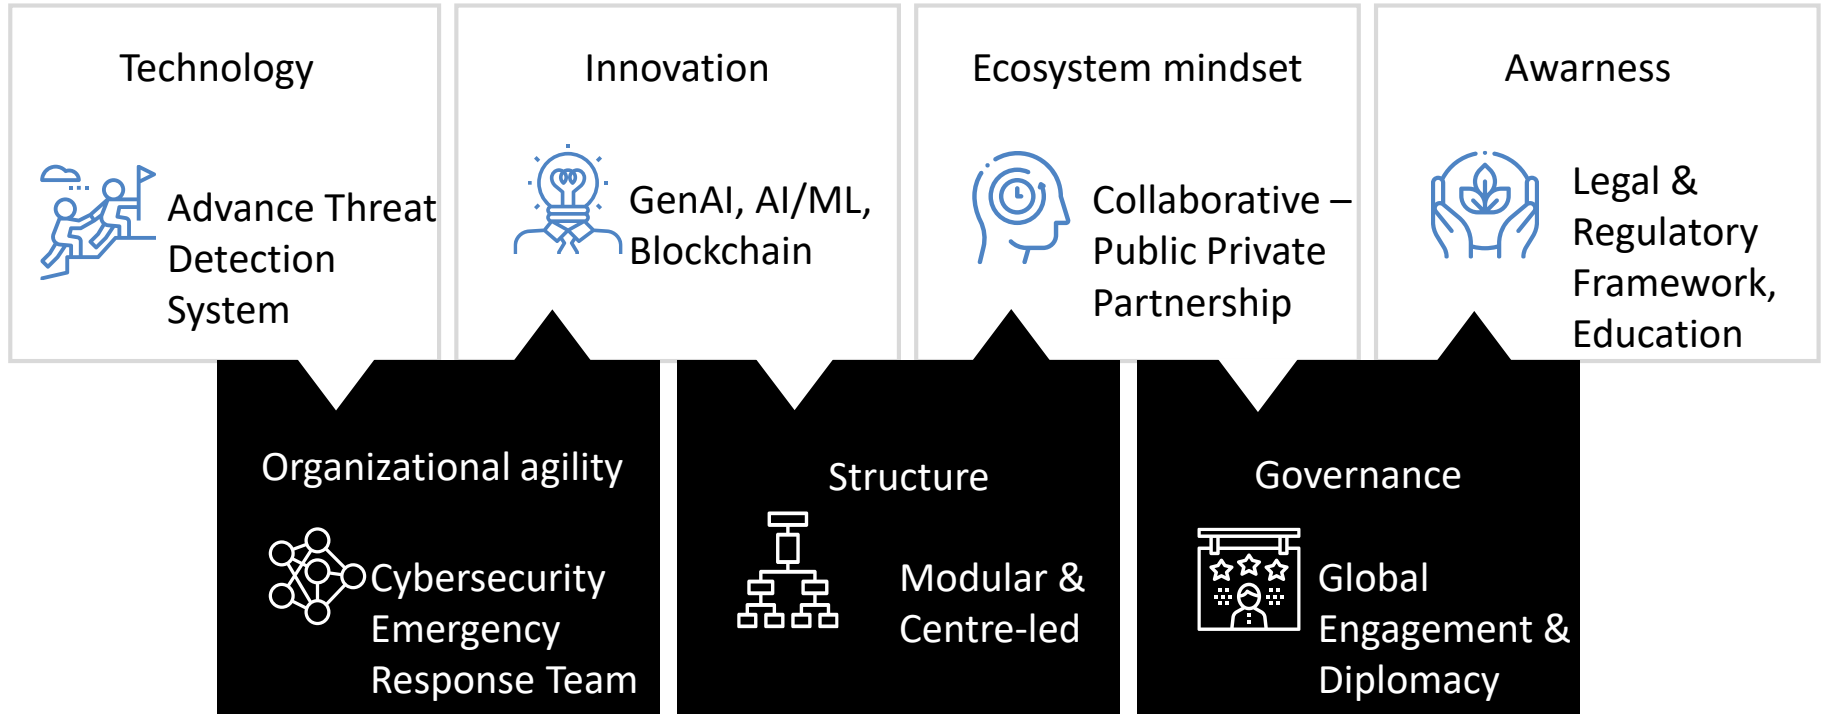 Technology
Advance Threat
Detection
System
Innovation
GenAI, AI/ML,
Blockchain
Ecosystem mindset
Collaborative –
Public Private
Partnership
Awarness
Legal &
Regulatory
Framework,
Education
Organizational agility
Cybersecurity
Emergency
Response Team
Structure
Modular &
Centre-led
Governance
Global
Engagement &
Diplomacy